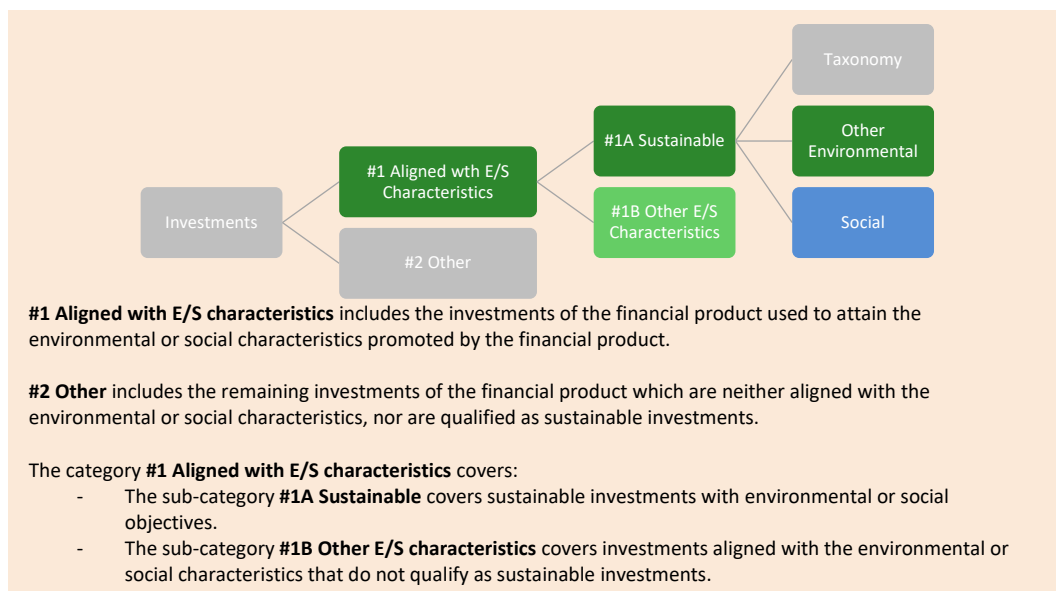 Taxonomy
#1A Sustainable
Other
Environmental
#1 Aligned wth E/S
Characteristics
#1B Other E/S
Characteristics
Social
Investments
#2 Other
#1 Aligned with E/S characteristics includes the investments of the financial product used to attain the
environmental or social characteristics promoted by the financial product.
#2 Other includes the remaining investments of the financial product which are neither aligned with the
environmental or social characteristics, nor are qualified as sustainable investments.
The category #1 Aligned with E/S characteristics covers:
- The sub-category #1A Sustainable covers sustainable investments with environmental or social
objectives.
- The sub-category #1B Other E/S characteristics covers investments aligned with the environmental or
social characteristics that do not qualify as sustainable investments.